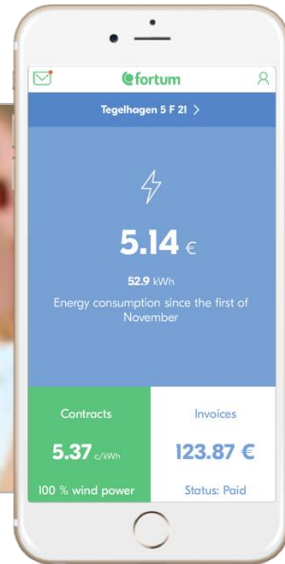 fortum
Tegelhagen 5 F 21 >
5.14 €
52.9 kWh
Energy consumption since the first of
November
Contracts
Invoices
5.37 c/kWh
123.87 €
100 % wind power
Status: Paid